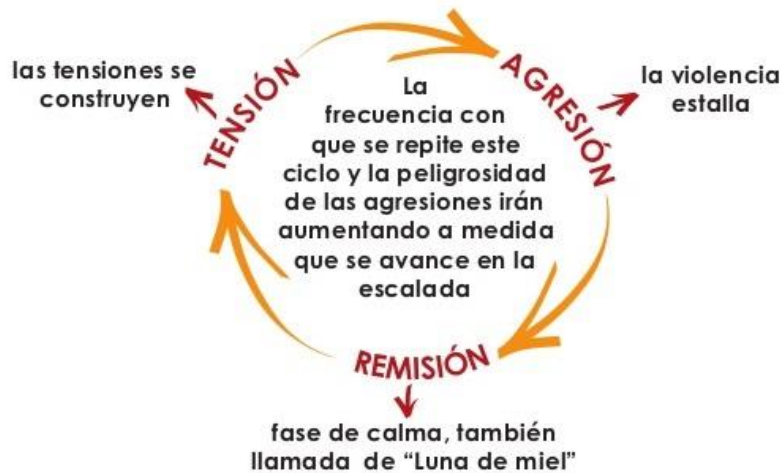 TENSIÓN
las tensiones se
construyen
AGRESIÓN
la violencia
estalla
La
frecuencia con
que se repite este
ciclo y la peligrosidad
de las agresiones irán
aumentando a medida
que se avance en la
escalada
REMISIÓN
fase de calma, también
llamada de “Luna de miel”